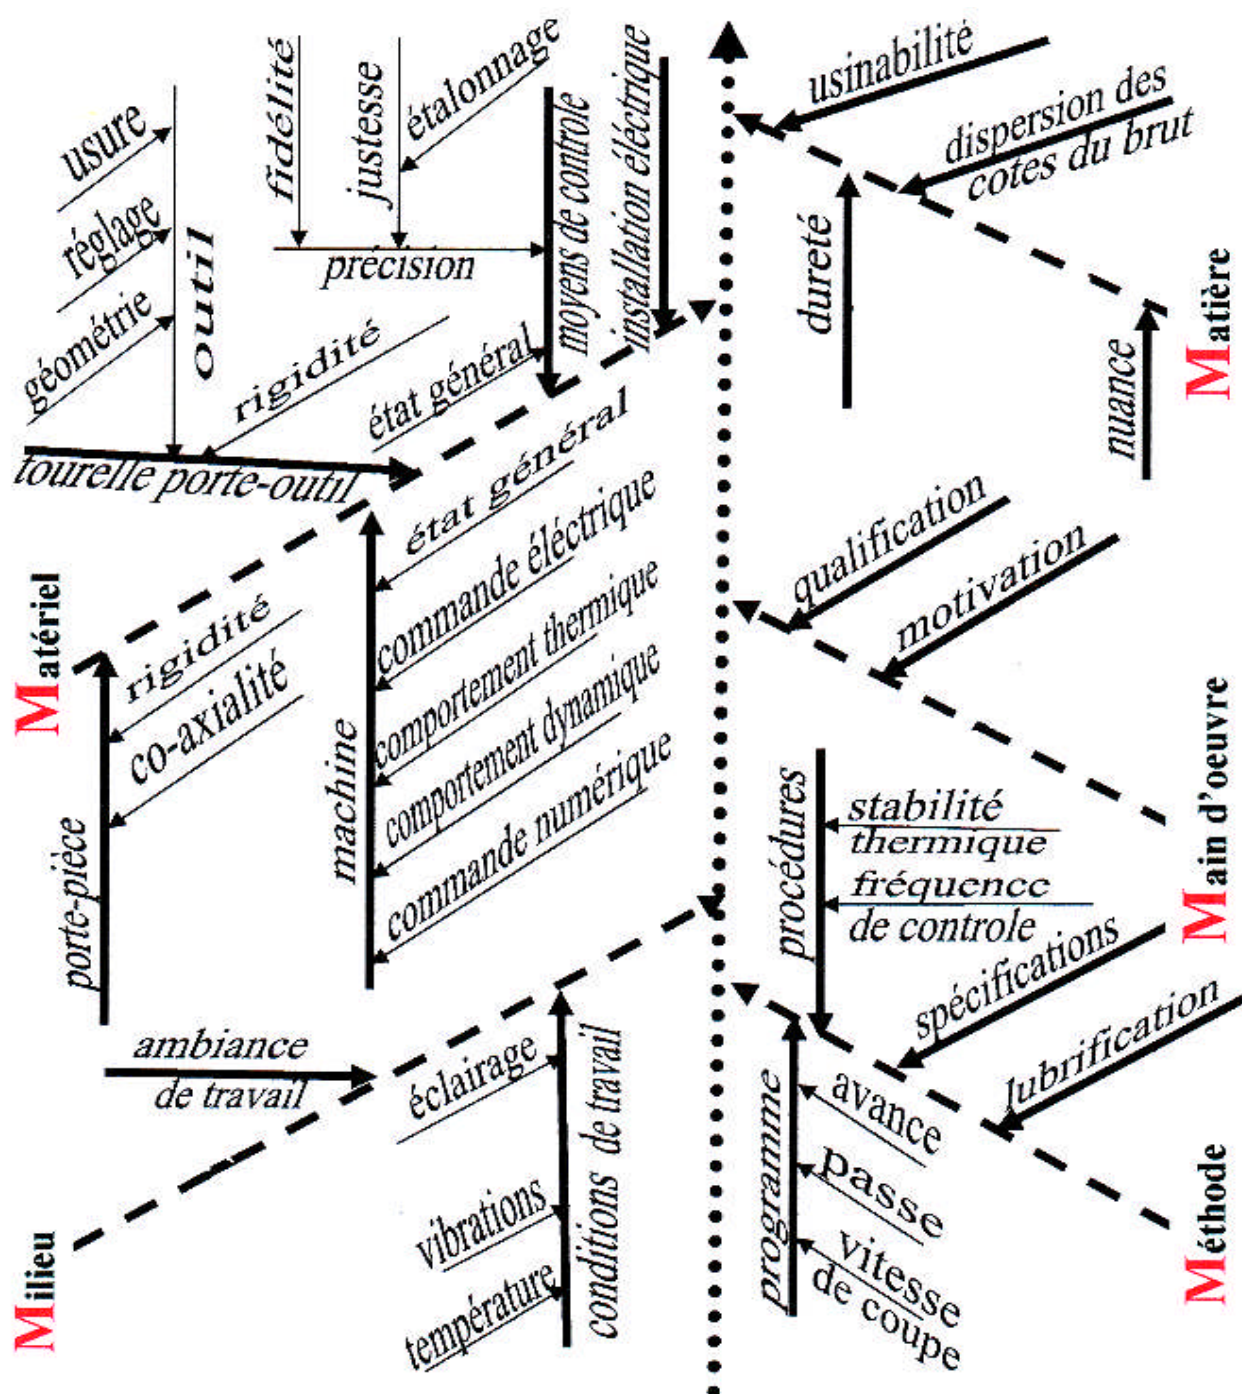 Matériel
usure
réglage
géométrie
outil
rigidité
tourelle porte-outil
fidélité
justesse
étalonnage
précision
état général
moyens de controle
installation éléctrique
porte-pièce
rigidité
co-axialité
machine
état général
commande éléctrique
comportement thermique
comportement dynamique
commande numérique
Milieu
ambiance
de travail
éclairage
vibrations
température
conditions de travail
Matière
usinabilité
dispersion des
cotes du brut
dureté
nuance
Main d'oeuvre
qualification
motivation
Méthode
procédures
stabilité
thermique
fréquence
de controle
spécifications
lubrification
programme
avance
passe
vitesse
de coupe